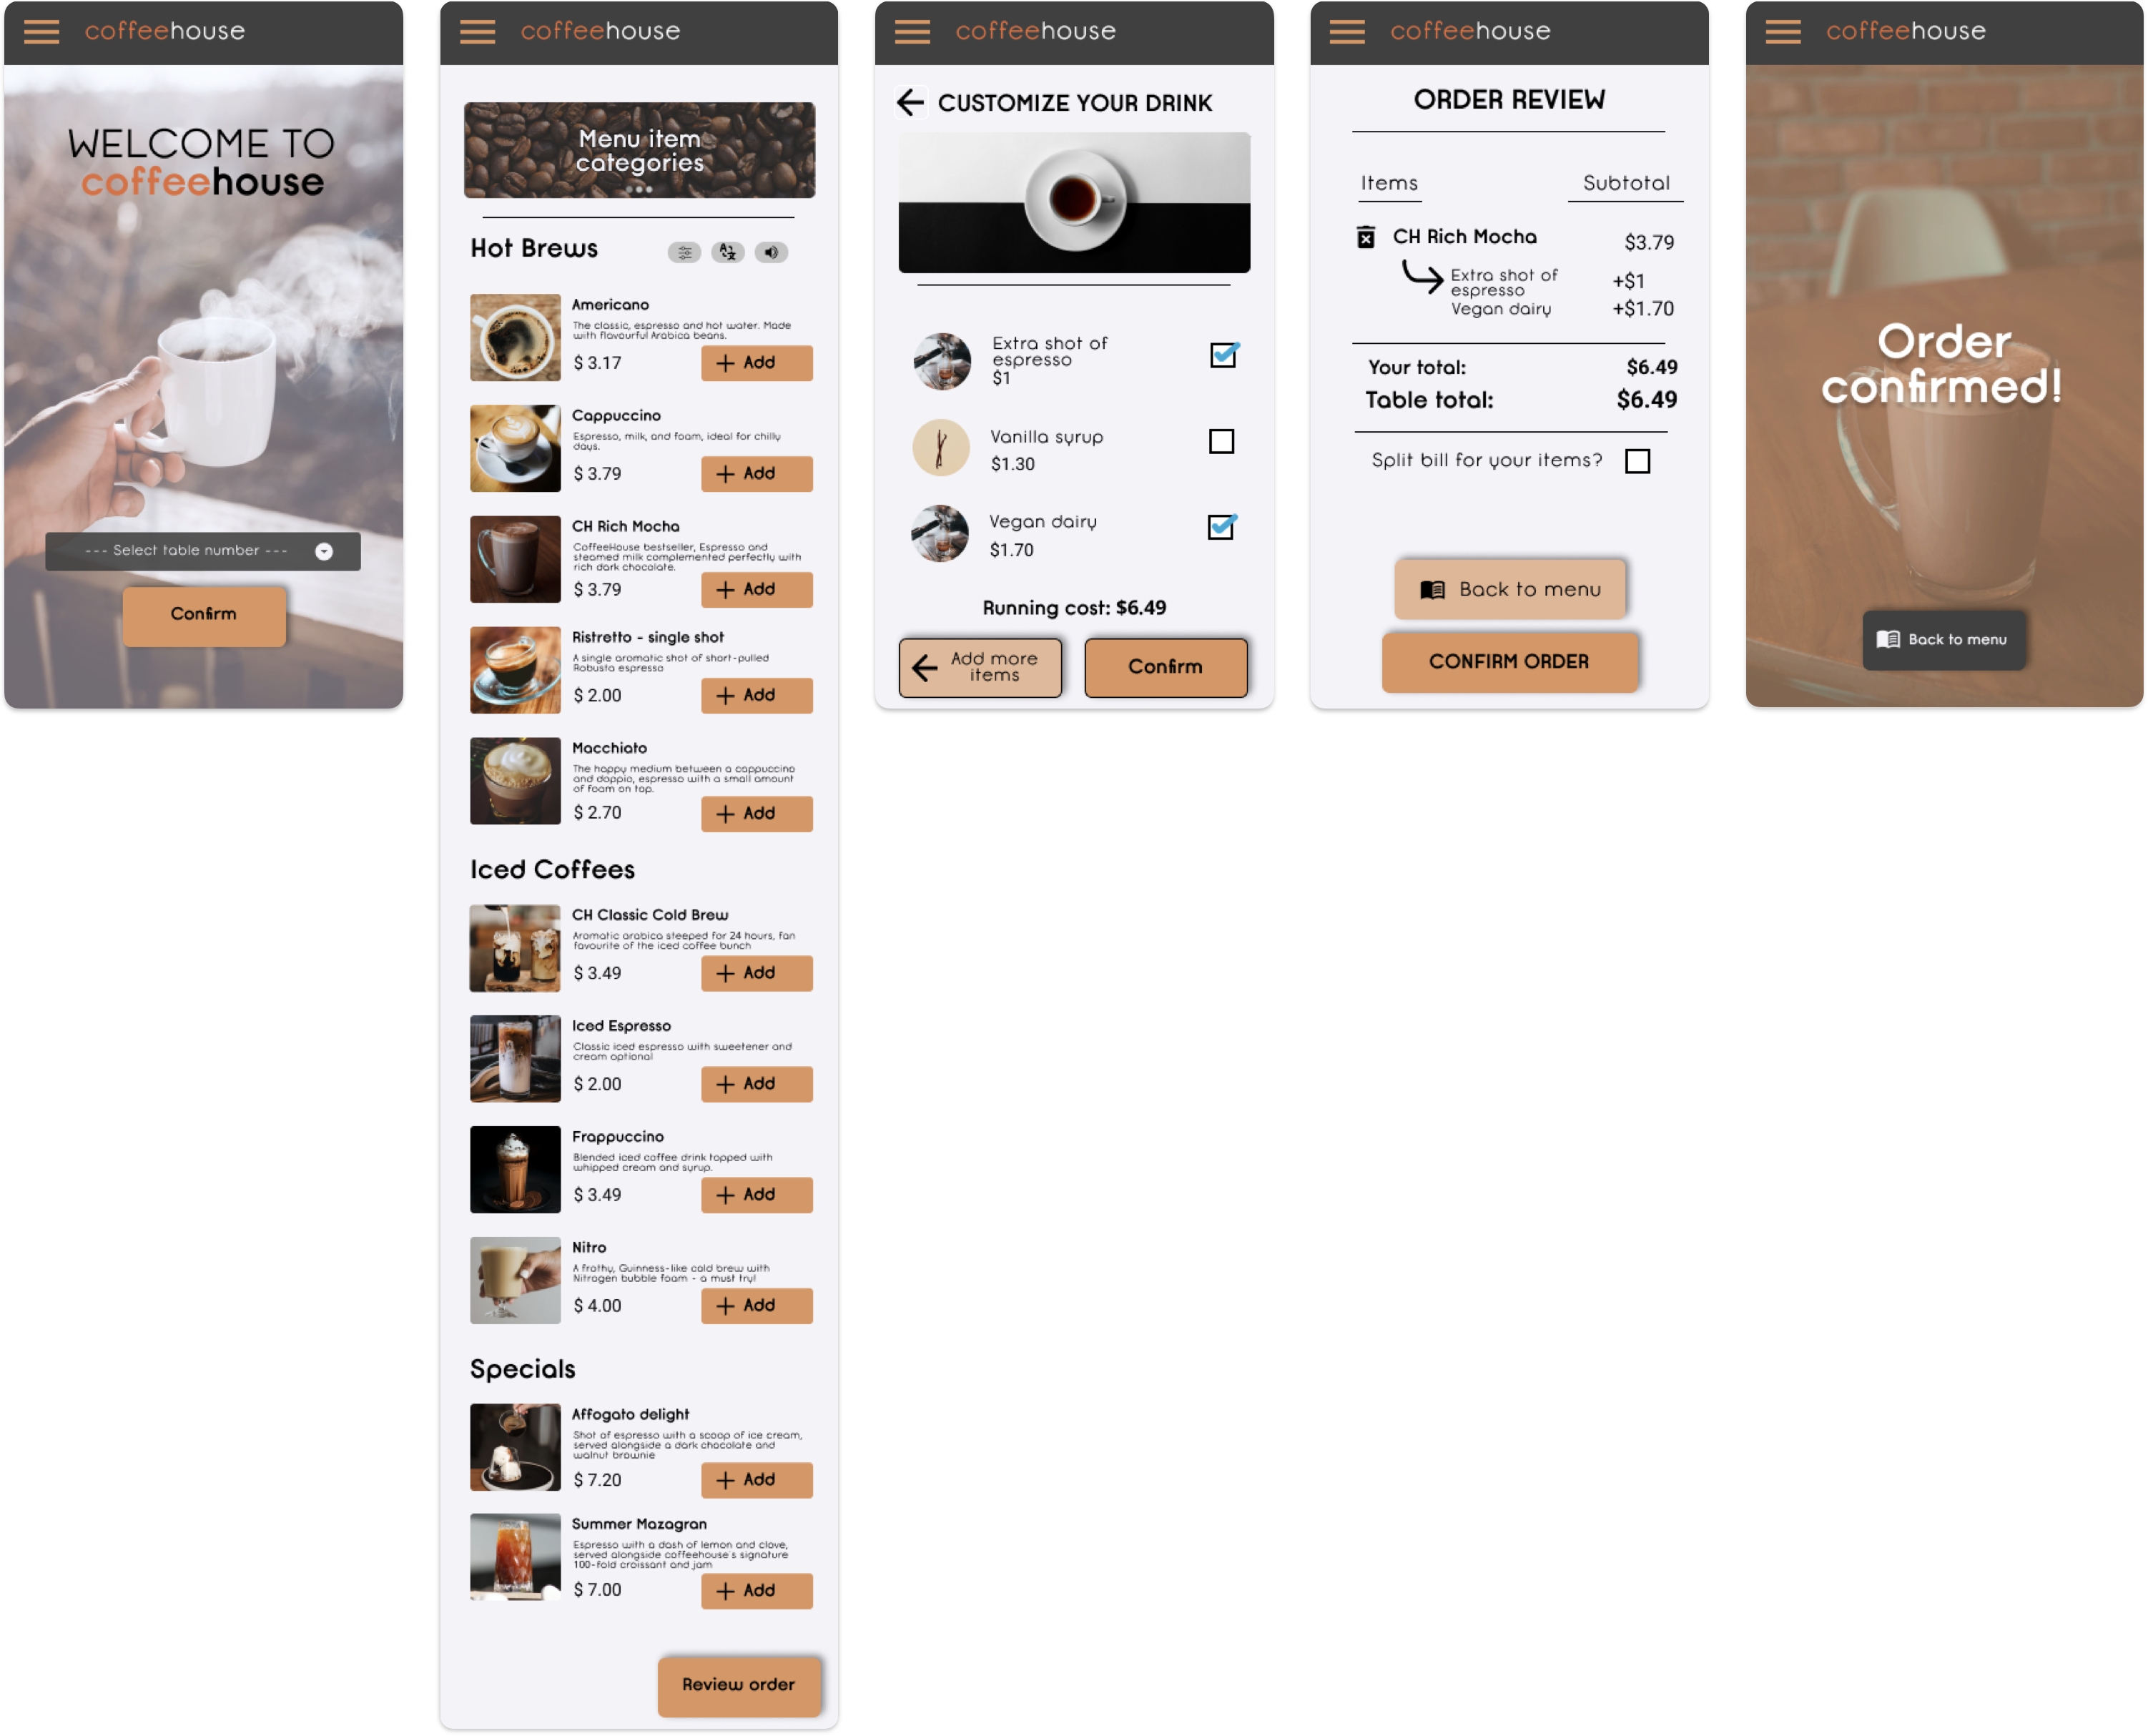 coffeehouse
WELCOME TO
coffeehouse
--- Select table number ---
Confirm
coffeehouse
Menu item
categories
Hot Brews
Americano
The classic, espresso and hot water. Made
with flavourful Arabica beans.
$ 3.17
+ Add
Cappuccino
Espresso, milk, and foam, ideal for chilly
days.
$ 3.79
+ Add
CH Rich Mocha
CoffeeHouse bestseller, Espresso and
steamed milk complemented perfectly with
rich dark chocolate.
$ 3.79
+ Add
Ristretto - single shot
A single aromatic shot of short-pulled
Robusta espresso
$ 2.00
+ Add
Macchiato
The happy medium between a cappuccino
and doppio, espresso with a small amount
of foam on top.
$ 2.70
+ Add
Iced Coffees
CH Classic Cold Brew
Aromatic arabica steeped for 24 hours, fan
favourite of the iced coffee bunch
$ 3.49
+ Add
Iced Espresso
Classic iced espresso with sweetener and
cream optional
$ 2.00
+ Add
Frappuccino
Blended iced coffee drink topped with
whipped cream and syrup.
$ 3.49
+ Add
Nitro
A frothy, Guinness-like cold brew with
Nitrogen bubble foam - a must try!
$ 4.00
+ Add
Specials
Affogato delight
Shot of espresso with a scoop of ice cream,
served alongside a dark chocolate and
walnut brownie
$ 7.20
+ Add
Summer Mazagran
Espresso with a dash of lemon and clove,
served alongside coffeehouse's signature
100-fold croissant and jam
$ 7.00
+ Add
Review order
coffeehouse
CUSTOMIZE YOUR DRINK
Extra shot of
espresso
$1
Vanilla syrup
$1.30
Vegan dairy
$1.70
Running cost: $6.49
Add more
items
Confirm
coffeehouse
ORDER REVIEW
Items Subtotal
CH Rich Mocha $3.79
Extra shot of
espresso +$1
Vegan dairy +$1.70
Your total: $6.49
Table total: $6.49
Split bill for your items?
Back to menu
CONFIRM ORDER
coffeehouse
Order
confirmed!
Back to menu